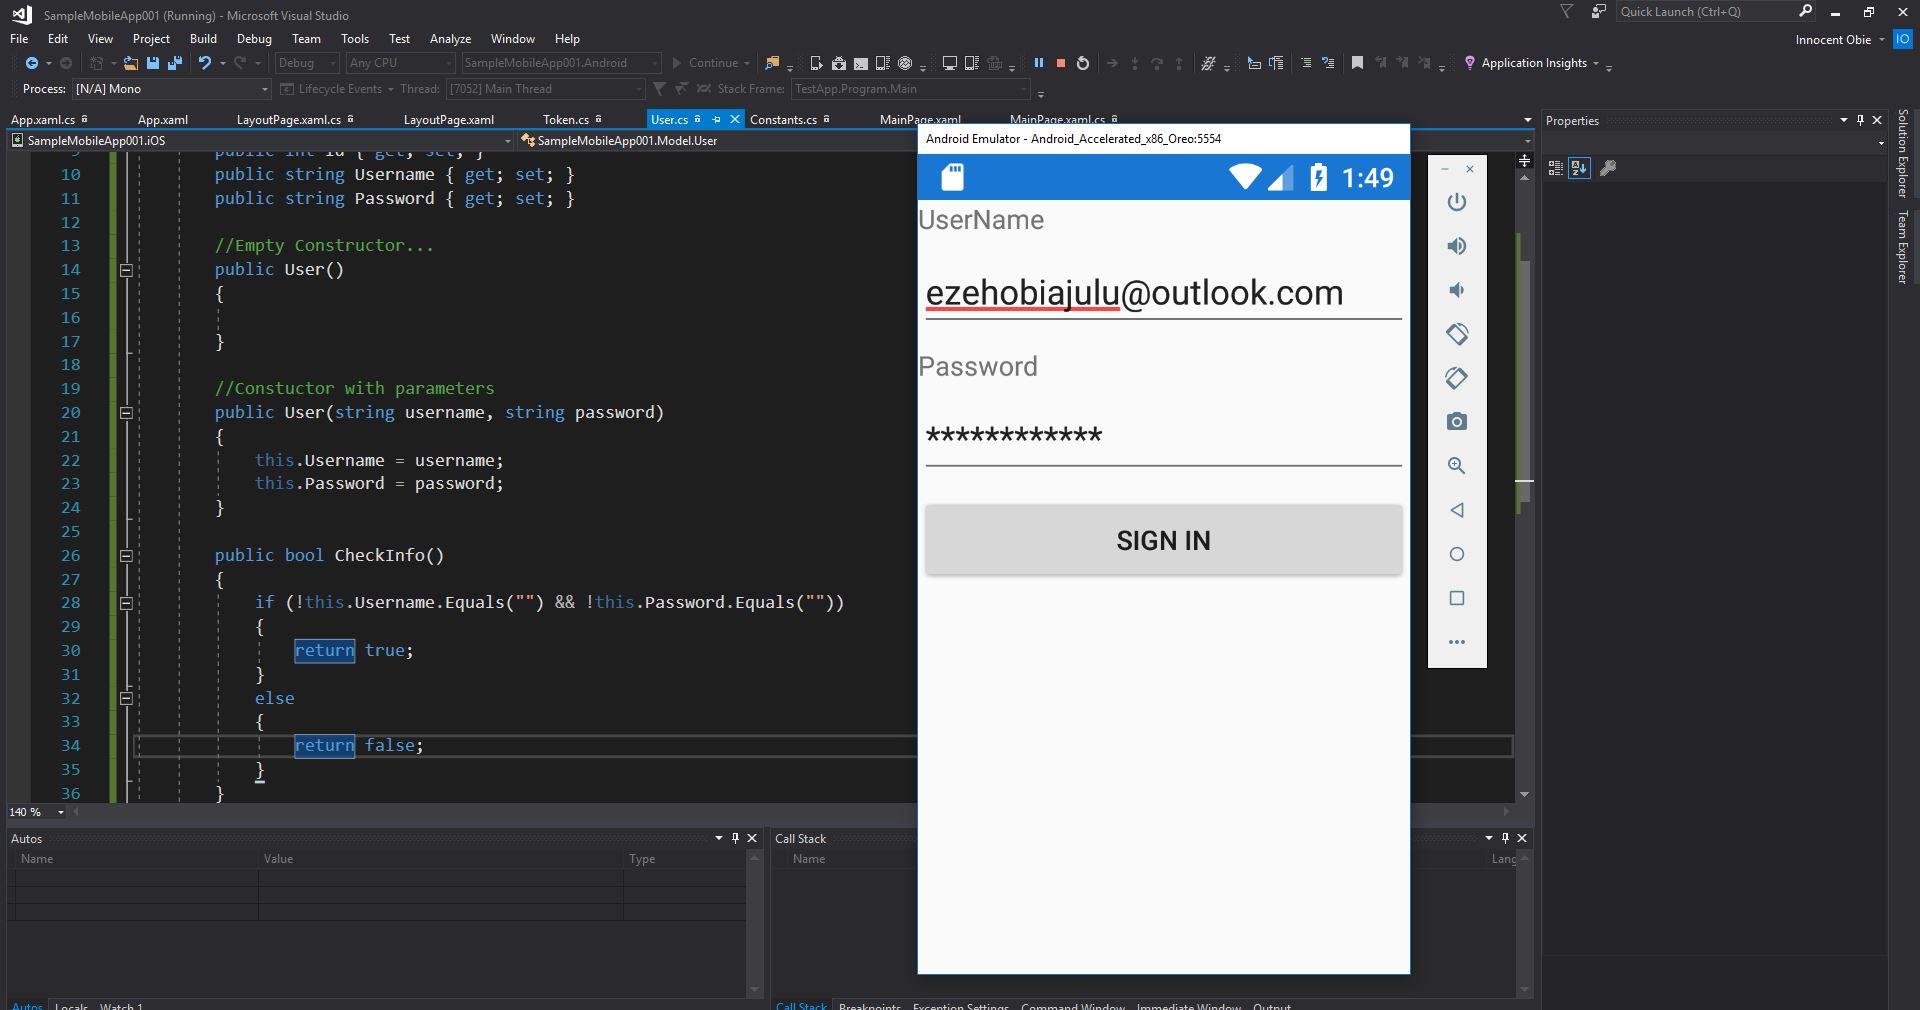 SampleMobileApp001 (Running) - Microsoft Visual Studio
Quick Launch (Ctrl+Q)
File Edit View Project Build Debug Team Tools Test Analyze Window Help
Innocent Obie IO
Debug Any CPU SampleMobileApp001.Android Continue Application Insights
Process: [N/A] Mono Lifecycle Events Thread: [7052] Main Thread Stack Frame: TestApp.Program.Main
App.xaml.cs App.xaml LayoutPage.xaml.cs LayoutPage.xaml Token.cs User.cs Constants.cs MainPage.xaml MainPage.xaml.cs
SampleMobileApp001.iOS SampleMobileApp001.Model.User
9 public int Id { get; set; }
10 public string Username { get; set; }
11 public string Password { get; set; }
12
13 //Empty Constructor...
14 public User()
15 {
16
17 }
18
19 //Constuctor with parameters
20 public User(string username, string password)
21 {
22 this.Username = username;
23 this.Password = password;
24 }
25
26 public bool CheckInfo()
27 {
28 if (!this.Username.Equals("") && !this.Password.Equals(""))
29 {
30 return true;
31 }
32 else
33 {
34 return false;
35 }
36 }
140 %
Android Emulator - Android_Accelerated_x86_Oreo:5554
1:49
UserName
ezehobiajulu@outlook.com
Password
************
SIGN IN
Properties
Solution Explorer
Team Explorer
Autos
Name Value Type
Call Stack
Name Lang
Autos Locals Watch 1
Call Stack Breakpoints Exception Settings Command Window Immediate Window Output